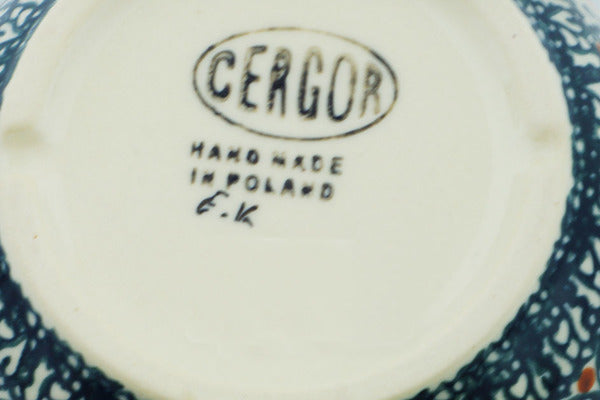 CERGOR
HAND MADE
IN POLAND
E.K